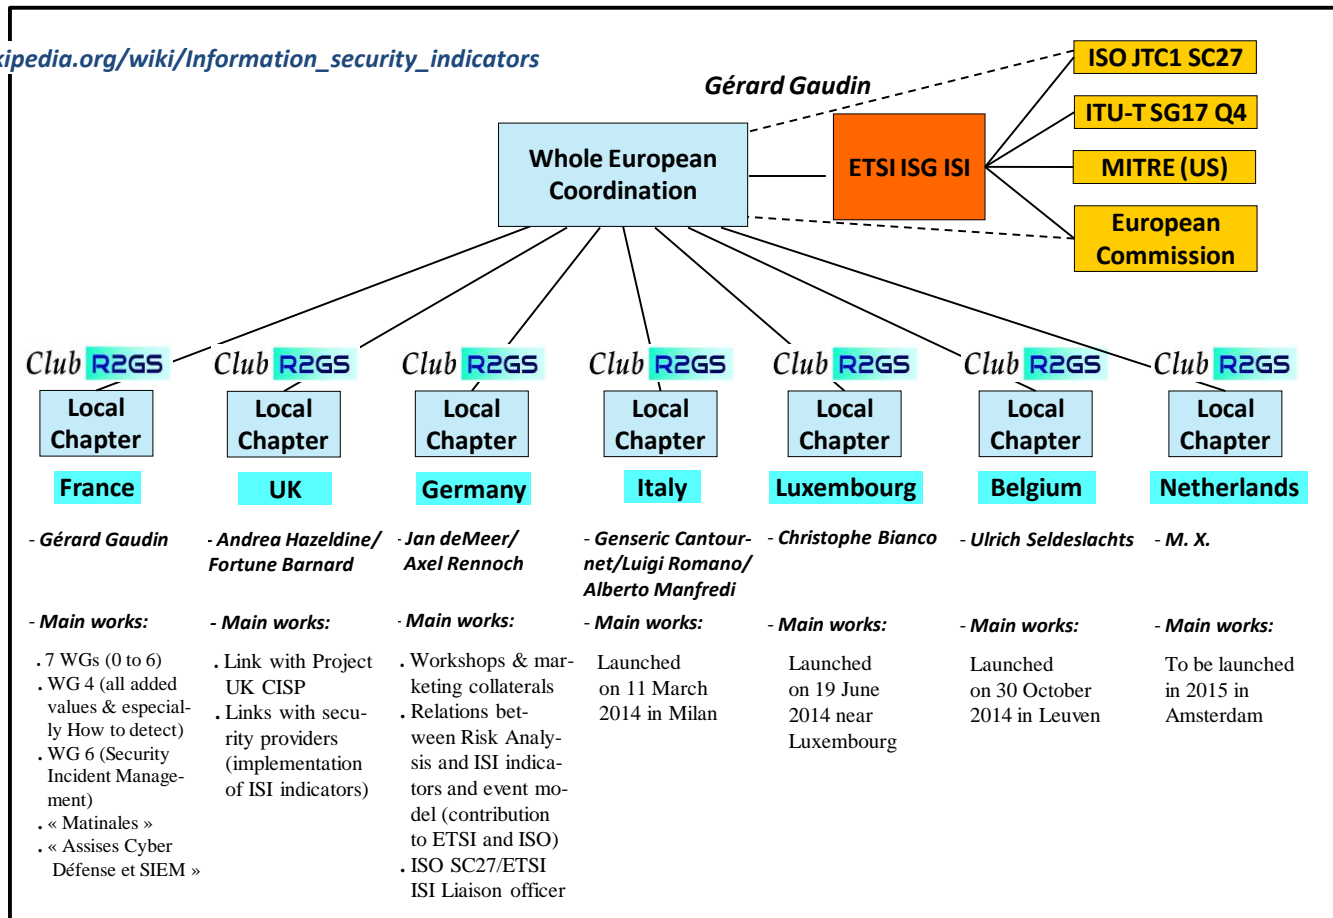 kipedia.org/wiki/Information_security_indicators
Gérard Gaudin
Whole European
Coordination
ETSI ISG ISI
ISO JTC1 SC27
ITU-T SG17 Q4
MITRE (US)
European
Commission
Club R2GS
Local
Chapter
France
- Gérard Gaudin
- Main works:
. 7 WGs (0 to 6)
. WG 4 (all added
values & especial-
ly How to detect)
. WG 6 (Security
Incident Manage-
ment)
. « Matinales »
. « Assises Cyber
Défense et SIEM »
Club R2GS
Local
Chapter
UK
- Andrea Hazeldine/
Fortune Barnard
- Main works:
. Link with Project
UK CISP
. Links with secu-
rity providers
(implementation
of ISI indicators)
Club R2GS
Local
Chapter
Germany
- Jan deMeer/
Axel Rennoch
- Main works:
. Workshops & mar-
keting collaterals
. Relations bet-
ween Risk Analy-
sis and ISI indica-
tors and event mo-
del (contribution
to ETSI and ISO)
. ISO SC27/ETSI
ISI Liaison officer
Club R2GS
Local
Chapter
Italy
- Genseric Cantour-
net/Luigi Romano/
Alberto Manfredi
- Main works:
Launched
on 11 March
2014 in Milan
Club R2GS
Local
Chapter
Luxembourg
- Christophe Bianco
- Main works:
Launched
on 19 June
2014 near
Luxembourg
Club R2GS
Local
Chapter
Belgium
- Ulrich Seldeslachts
- Main works:
Launched
on 30 October
2014 in Leuven
Club R2GS
Local
Chapter
Netherlands
- M. X.
- Main works:
To be launched
in 2015 in
Amsterdam